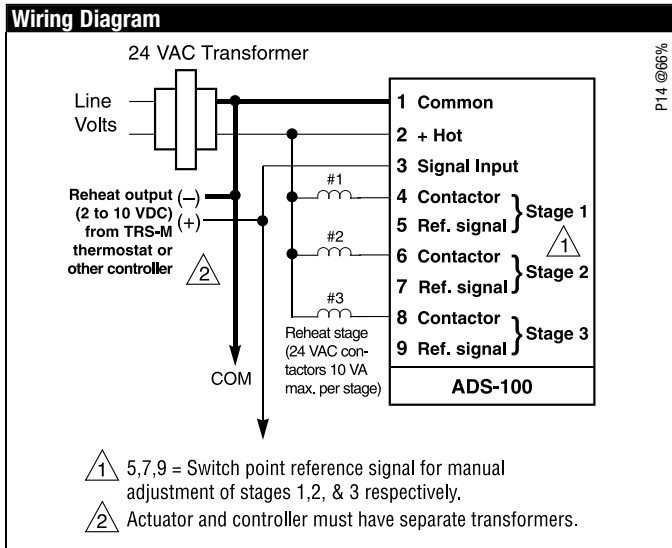 Wiring Diagram
P14 @66%
24 VAC Transformer
Line
Volts
1 Common
2 + Hot
3 Signal Input
4 Contactor
5 Ref. signal
Stage 1
1
6 Contactor
7 Ref. signal
Stage 2
8 Contactor
9 Ref. signal
Stage 3
ADS-100
#1
#2
#3
Reheat output (–)
(2 to 10 VDC) (+)
from TRS-M
thermostat or
other controller
2
Reheat stage
(24 VAC con-
tactors 10 VA
max. per stage)
COM
1 5,7,9 = Switch point reference signal for manual
adjustment of stages 1,2, & 3 respectively.
2 Actuator and controller must have separate transformers.